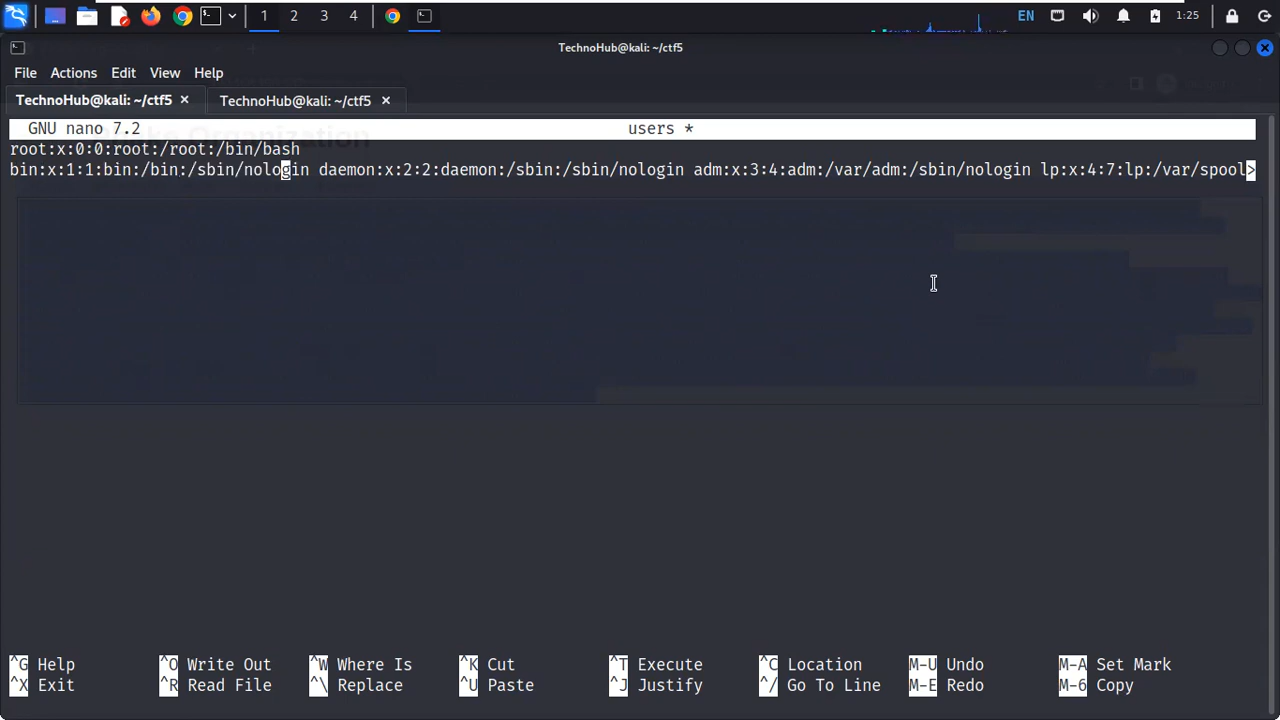 1 2 3 4
EN
1:25
TechnoHub@kali: ~/ctf5
File Actions Edit View Help
TechnoHub@kali: ~/ctf5 × TechnoHub@kali: ~/ctf5 ×
GNU nano 7.2 users *
root:x:0:0:root:/root:/bin/bash
bin:x:1:1:bin:/bin:/sbin/nologin daemon:x:2:2:daemon:/sbin:/sbin/nologin adm:x:3:4:adm:/var/adm:/sbin/nologin lp:x:4:7:lp:/var/spool>
^G Help ^O Write Out ^W Where Is ^K Cut ^T Execute ^C Location M-U Undo M-A Set Mark
^X Exit ^R Read File ^\ Replace ^U Paste ^J Justify ^/ Go To Line M-E Redo M-6 Copy